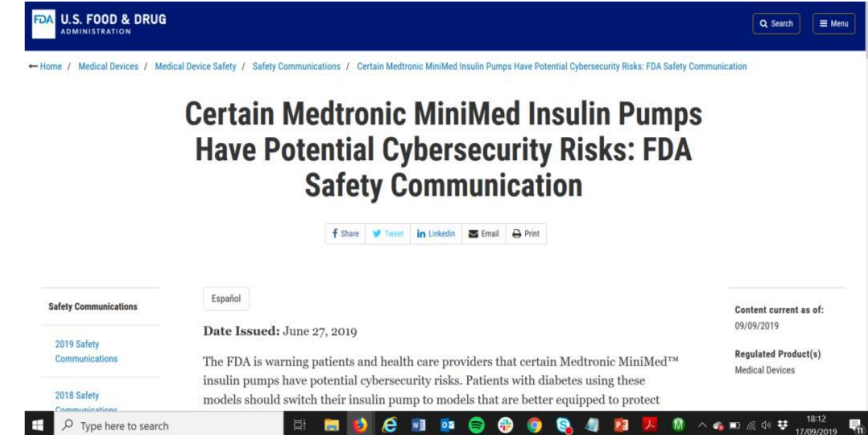 FDA U.S. FOOD & DRUG
ADMINISTRATION
Search
Menu
Home / Medical Devices / Medical Device Safety / Safety Communications / Certain Medtronic MiniMed Insulin Pumps Have Potential Cybersecurity Risks: FDA Safety Communication
Certain Medtronic MiniMed Insulin Pumps
Have Potential Cybersecurity Risks: FDA
Safety Communication
Share Tweet Linkedin Email Print
Safety Communications
2019 Safety
Communications
2018 Safety
Communications
Español
Date Issued: June 27, 2019
The FDA is warning patients and health care providers that certain Medtronic MiniMed™
insulin pumps have potential cybersecurity risks. Patients with diabetes using these
models should switch their insulin pump to models that are better equipped to protect
Content current as of:
09/09/2019
Regulated Product(s)
Medical Devices
Type here to search
18:12
17/09/2019